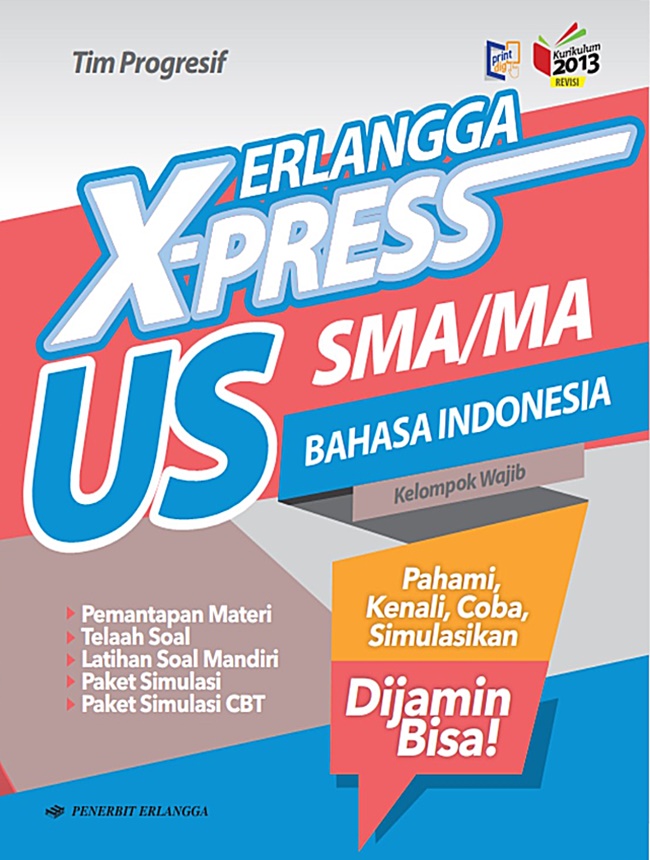 Tim Progresif
print
dig
Kurikulum
2013
REVISI
ERLANGGA
X-PRESS
US
SMA/MA
BAHASA INDONESIA
Kelompok Wajib
Pahami,
Kenali, Coba,
Simulasikan
Dijamin
Bisa!
Pemantapan Materi
Telaah Soal
Latihan Soal Mandiri
Paket Simulasi
Paket Simulasi CBT
PENERBIT ERLANGGA